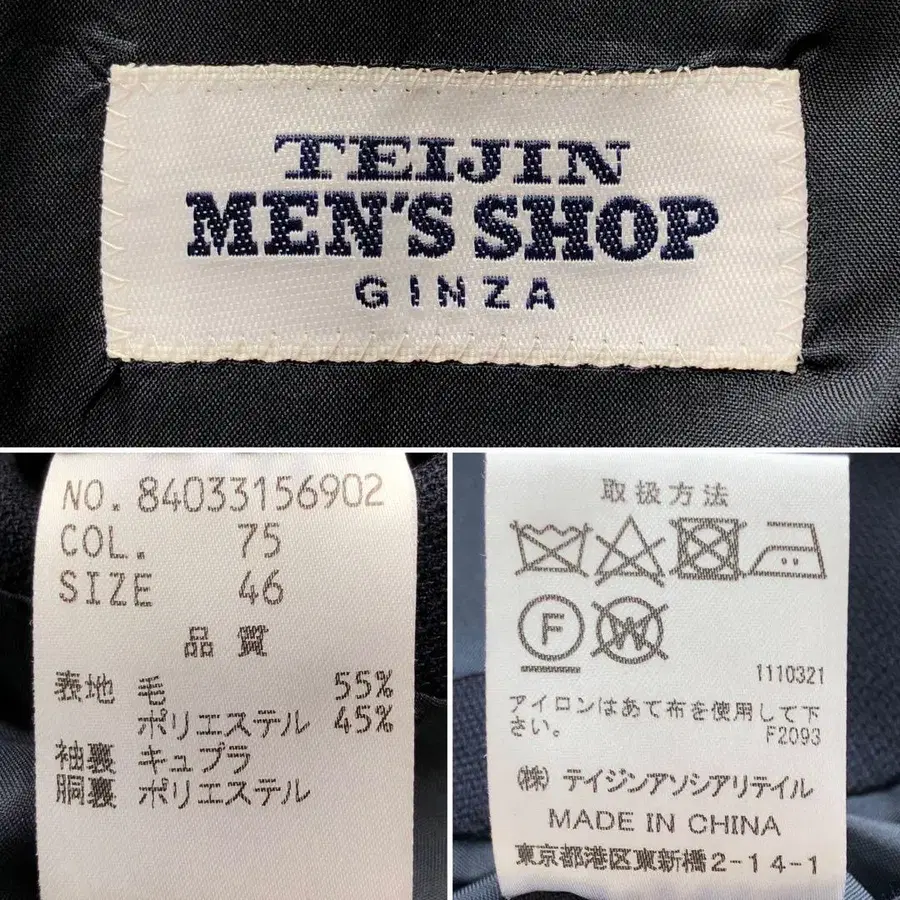 TEIJIN
MEN'S SHOP
GINZA
NO. 84033156902
COL. 75
SIZE 46
品質
表地 毛 55%
ポリエステル 45%
袖裏 キュプラ
胴裏 ポリエステル
取扱方法
F W
1110321
アイロンはあて布を使用して下
さい。 F2093
(株) テイジンアソシアリテイル
MADE IN CHINA
東京都港区東新橋2-14-1